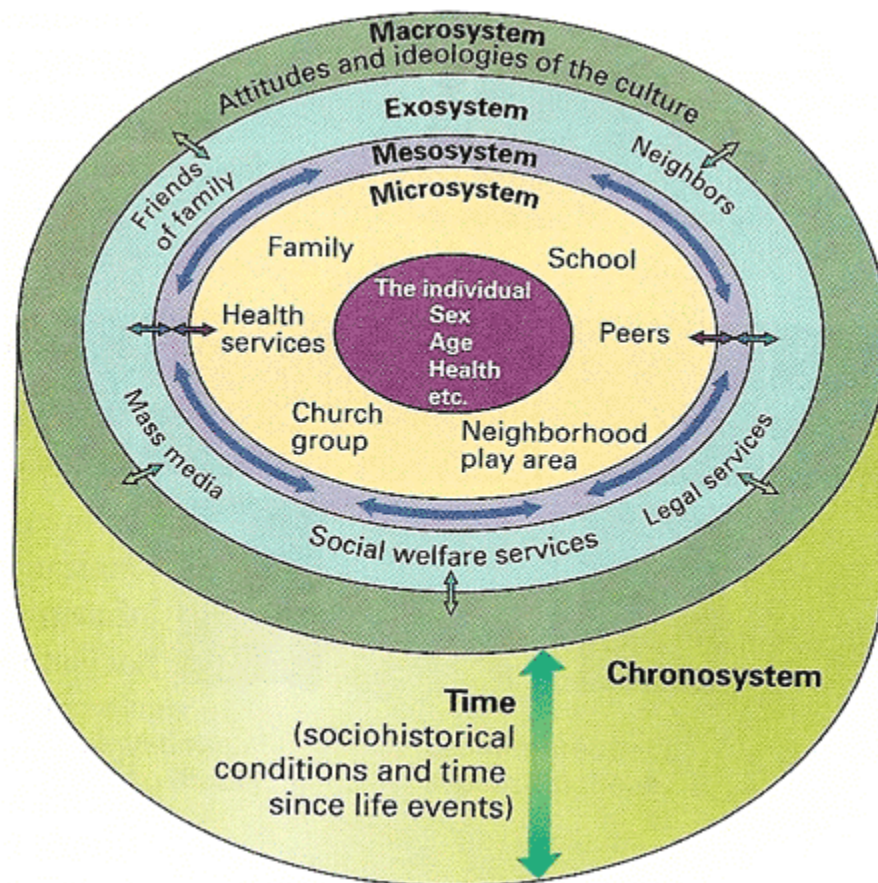 Macrosystem
Attitudes and ideologies of the culture
Exosystem
Mesosystem
Microsystem
Friends
of family
Neighbors
Family
School
The individual
Sex
Age
Health
etc.
Health
services
Peers
Church
group
Neighborhood
play area
Mass media
Legal services
Social welfare services
Chronosystem
Time
(sociohistorical
conditions and time
since life events)